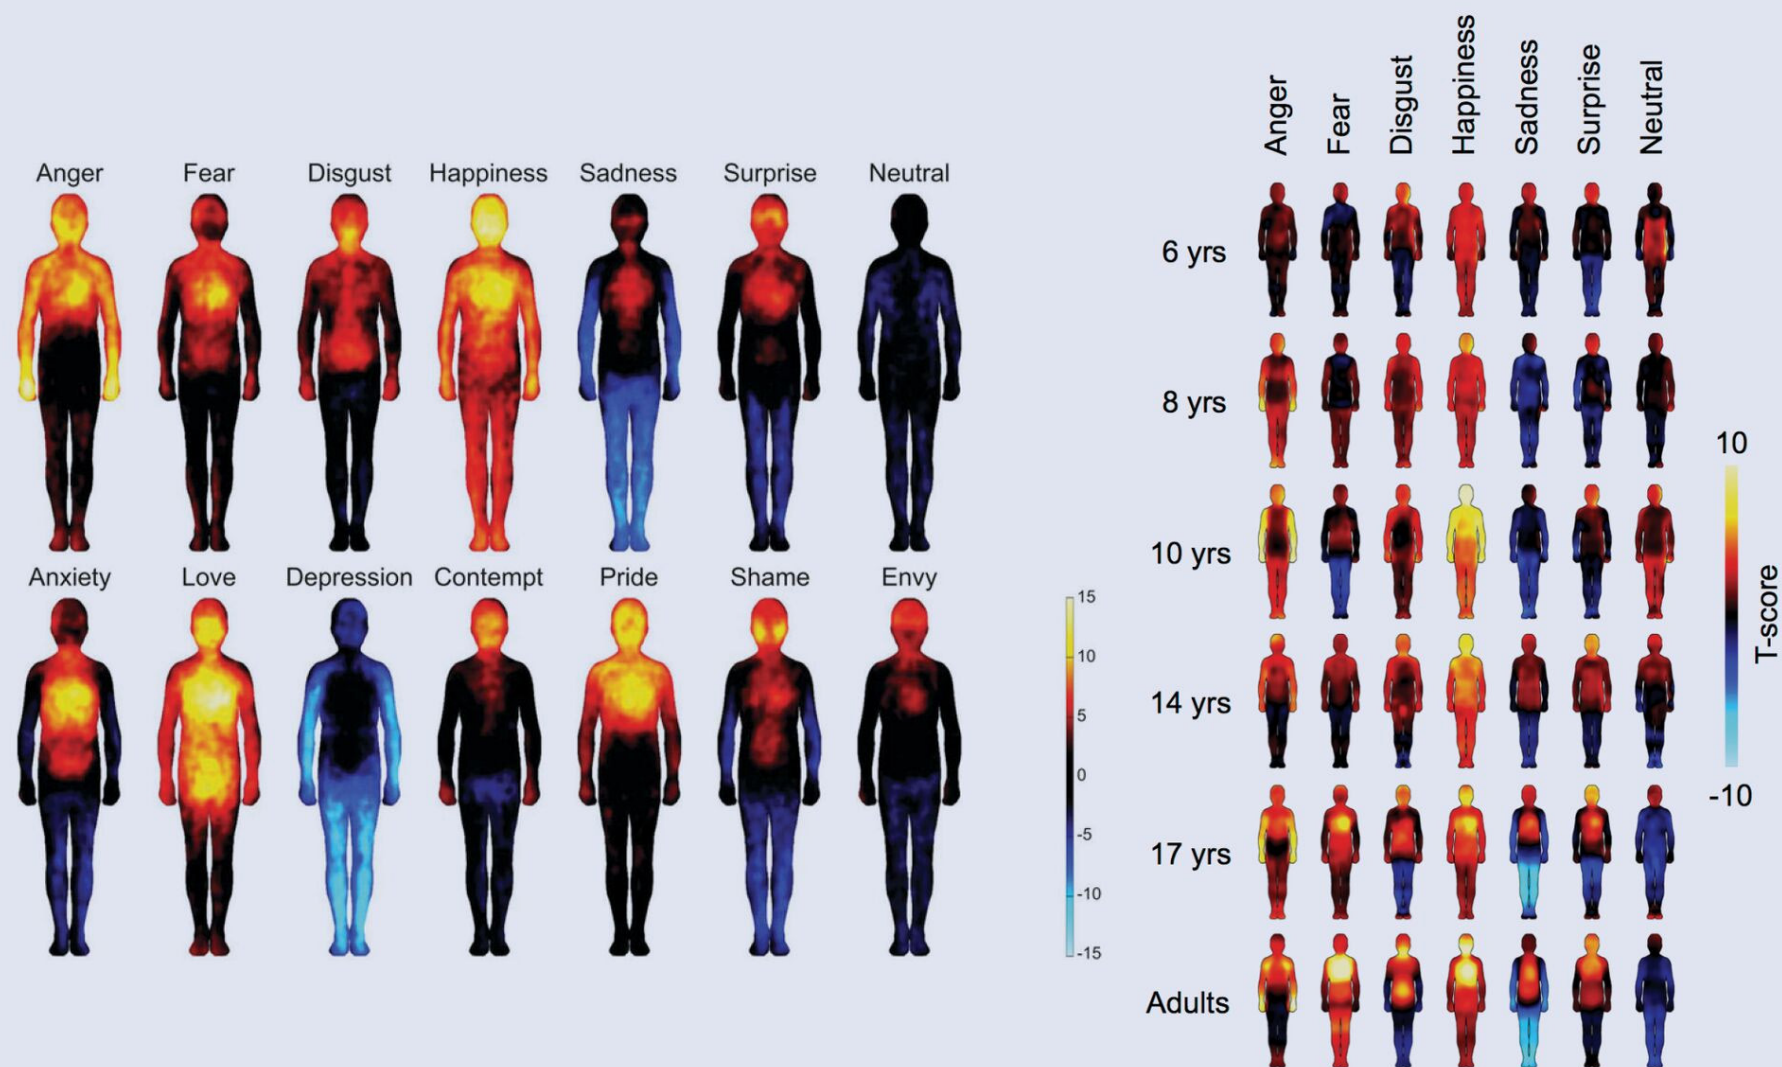 Anger Fear Disgust Happiness Sadness Surprise Neutral
Anxiety Love Depression Contempt Pride Shame Envy
15
10
5
0
-5
-10
-15
Anger Fear Disgust Happiness Sadness Surprise Neutral
6 yrs
8 yrs
10 yrs
14 yrs
17 yrs
Adults
10
T-score
-10